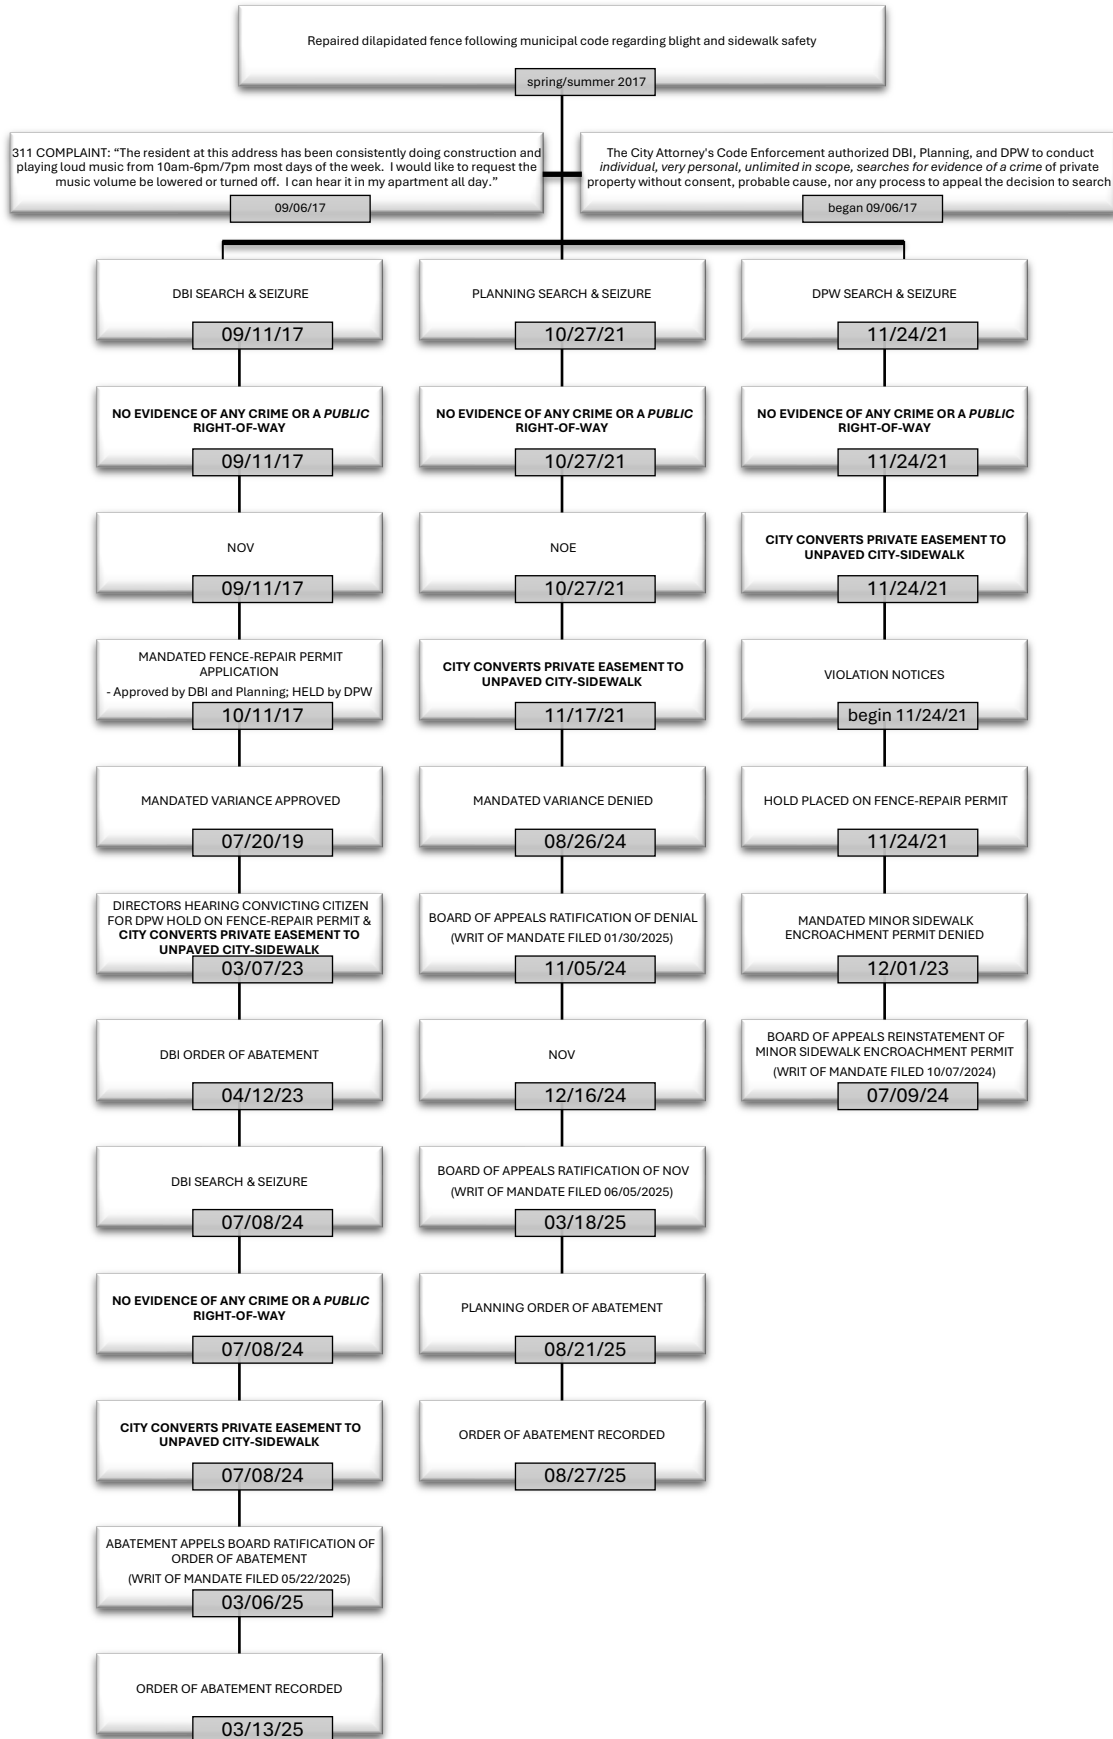 Repaired dilapidated fence following municipal code regarding blight and sidewalk safety
spring/summer 2017
311 COMPLAINT: “The resident at this address has been consistently doing construction and
playing loud music from 10am-6pm/7pm most days of the week. I would like to request the
music volume be lowered or turned off. I can hear it in my apartment all day.”
09/06/17
The City Attorney's Code Enforcement authorized DBI, Planning, and DPW to conduct
individual, very personal, unlimited in scope, searches for evidence of a crime of private
property without consent, probable cause, nor any process to appeal the decision to search
began 09/06/17
DBI SEARCH & SEIZURE
09/11/17
NO EVIDENCE OF ANY CRIME OR A PUBLIC
RIGHT-OF-WAY
09/11/17
NOV
09/11/17
MANDATED FENCE-REPAIR PERMIT
APPLICATION
- Approved by DBI and Planning; HELD by DPW
10/11/17
MANDATED VARIANCE APPROVED
07/20/19
DIRECTORS HEARING CONVICTING CITIZEN
FOR DPW HOLD ON FENCE-REPAIR PERMIT &
CITY CONVERTS PRIVATE EASEMENT TO
UNPAVED CITY-SIDEWALK
03/07/23
DBI ORDER OF ABATEMENT
04/12/23
DBI SEARCH & SEIZURE
07/08/24
NO EVIDENCE OF ANY CRIME OR A PUBLIC
RIGHT-OF-WAY
07/08/24
CITY CONVERTS PRIVATE EASEMENT TO
UNPAVED CITY-SIDEWALK
07/08/24
ABATEMENT APPELS BOARD RATIFICATION OF
ORDER OF ABATEMENT
(WRIT OF MANDATE FILED 05/22/2025)
03/06/25
ORDER OF ABATEMENT RECORDED
03/13/25
PLANNING SEARCH & SEIZURE
10/27/21
NO EVIDENCE OF ANY CRIME OR A PUBLIC
RIGHT-OF-WAY
10/27/21
NOE
10/27/21
CITY CONVERTS PRIVATE EASEMENT TO
UNPAVED CITY-SIDEWALK
11/17/21
MANDATED VARIANCE DENIED
08/26/24
BOARD OF APPEALS RATIFICATION OF DENIAL
(WRIT OF MANDATE FILED 01/30/2025)
11/05/24
NOV
12/16/24
BOARD OF APPEALS RATIFICATION OF NOV
(WRIT OF MANDATE FILED 06/05/2025)
03/18/25
PLANNING ORDER OF ABATEMENT
08/21/25
ORDER OF ABATEMENT RECORDED
08/27/25
DPW SEARCH & SEIZURE
11/24/21
NO EVIDENCE OF ANY CRIME OR A PUBLIC
RIGHT-OF-WAY
11/24/21
CITY CONVERTS PRIVATE EASEMENT TO
UNPAVED CITY-SIDEWALK
11/24/21
VIOLATION NOTICES
begin 11/24/21
HOLD PLACED ON FENCE-REPAIR PERMIT
11/24/21
MANDATED MINOR SIDEWALK
ENCROACHMENT PERMIT DENIED
12/01/23
BOARD OF APPEALS REINSTATEMENT OF
MINOR SIDEWALK ENCROACHMENT PERMIT
(WRIT OF MANDATE FILED 10/07/2024)
07/09/24